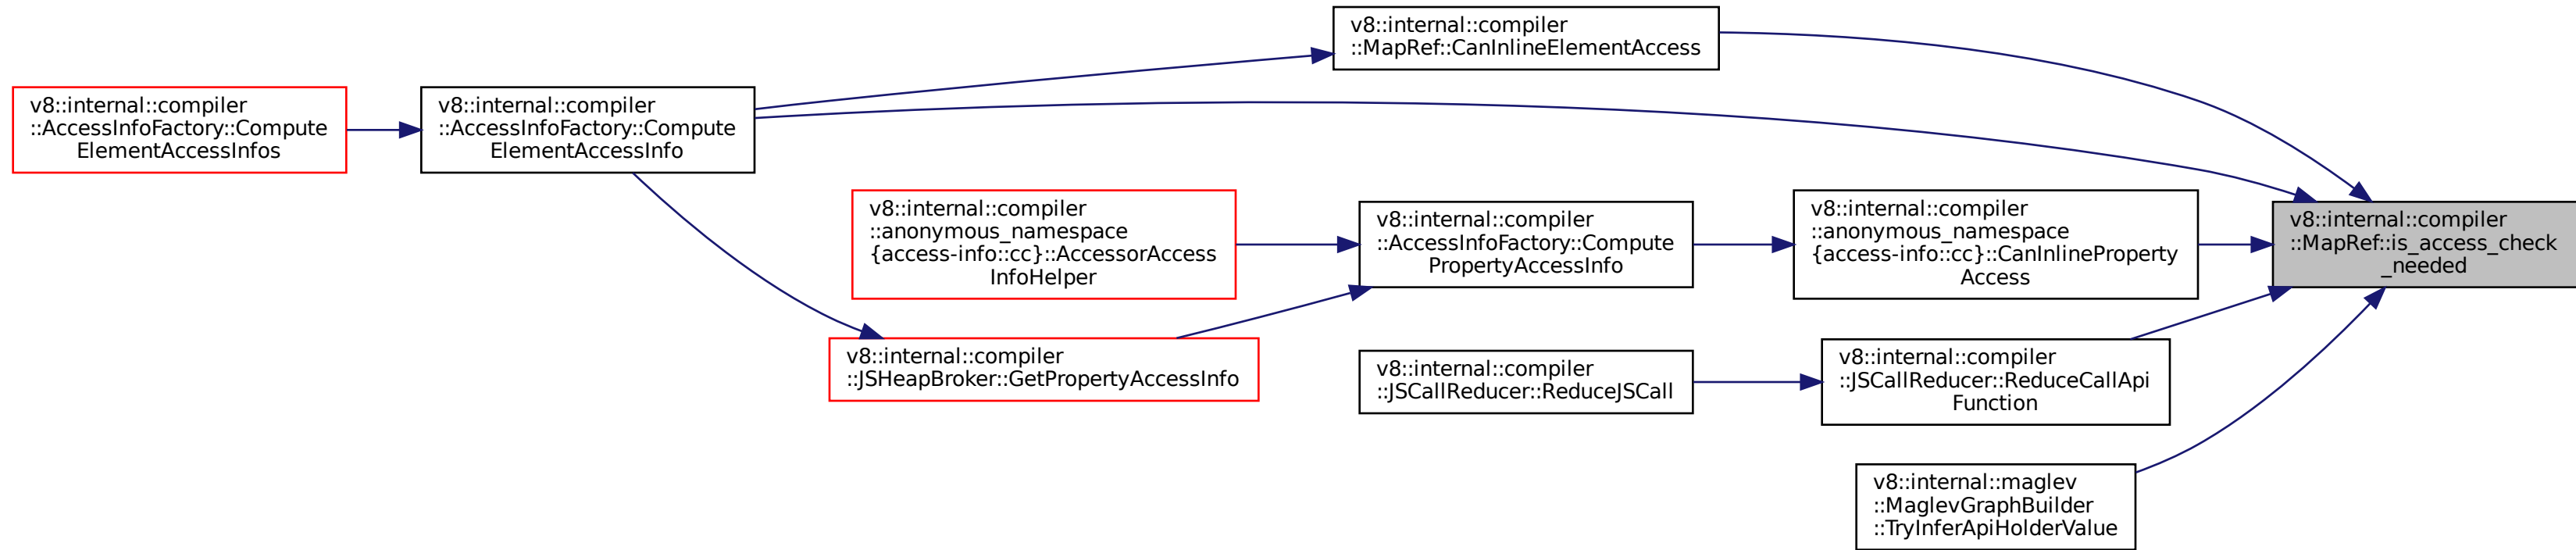 v8::internal::compiler
::MapRef::CanInlineElementAccess
v8::internal::compiler
::AccessInfoFactory::Compute
ElementAccessInfos
v8::internal::compiler
::AccessInfoFactory::Compute
ElementAccessInfo
v8::internal::compiler
::anonymous_namespace
{access-info::cc}::AccessorAccess
InfoHelper
v8::internal::compiler
::AccessInfoFactory::Compute
PropertyAccessInfo
v8::internal::compiler
::anonymous_namespace
{access-info::cc}::CanInlineProperty
Access
v8::internal::compiler
::MapRef::is_access_check
_needed
v8::internal::compiler
::JSHeapBroker::GetPropertyAccessInfo
v8::internal::compiler
::JSCallReducer::ReduceJSCall
v8::internal::compiler
::JSCallReducer::ReduceCallApi
Function
v8::internal::maglev
::MaglevGraphBuilder
::TryInferApiHolderValue